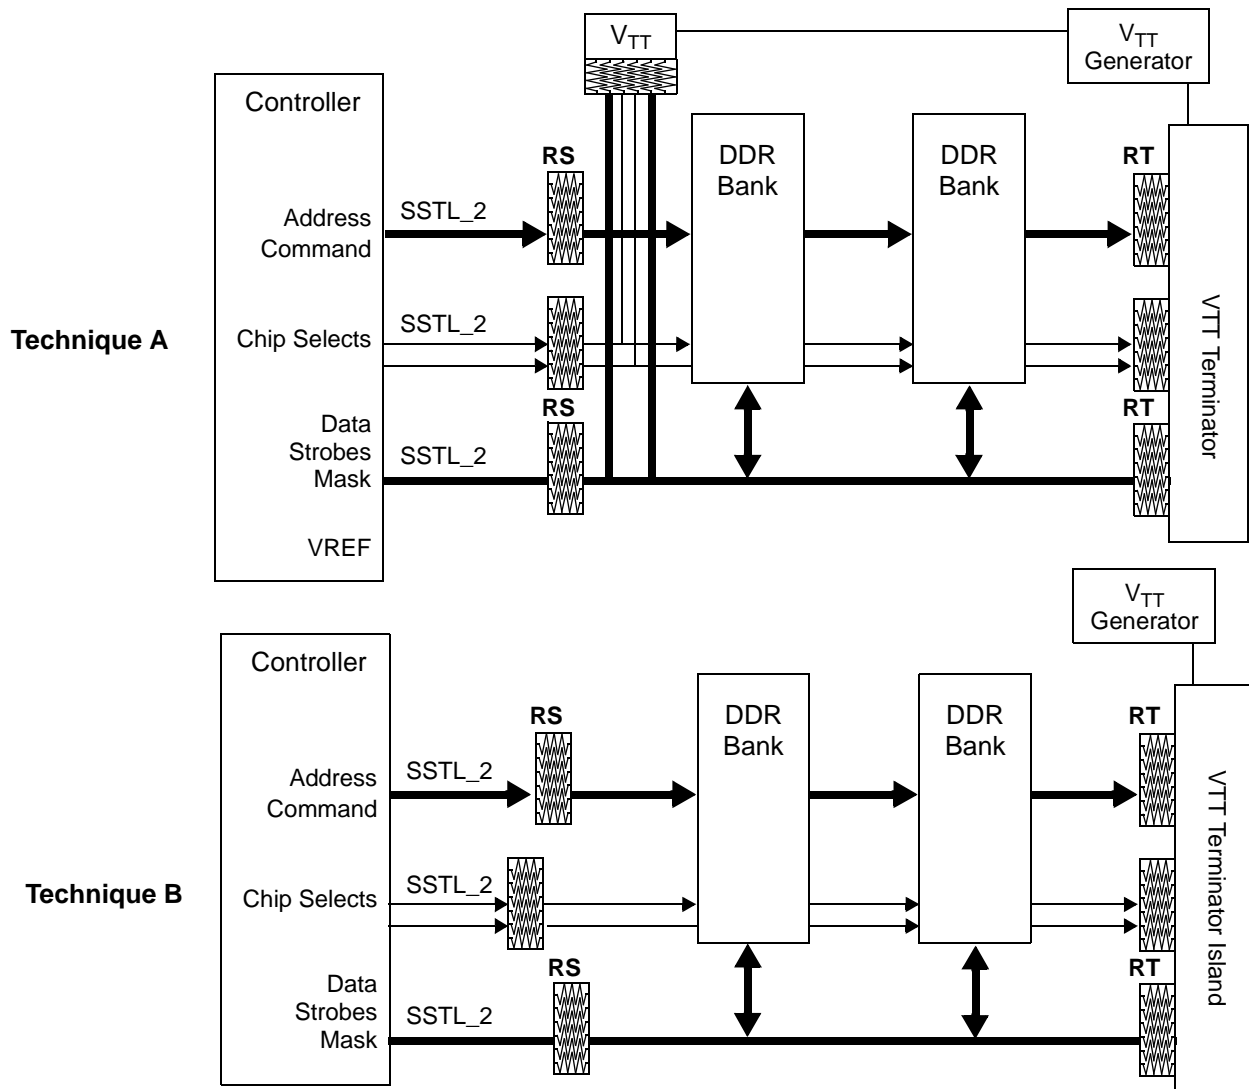 VTT
VTT
Generator
Controller
DDR
Bank
DDR
Bank
RS
RT
SSTL_2
Address
Command
Technique A
SSTL_2
Chip Selects
RS
RT
Data
Strobes
Mask
SSTL_2
VREF
VTT Terminator
VTT
Generator
Controller
DDR
Bank
DDR
Bank
RS
RT
SSTL_2
Address
Command
Technique B
SSTL_2
Chip Selects
RS
RT
Data
Strobes
Mask
SSTL_2
VTT Terminator Island